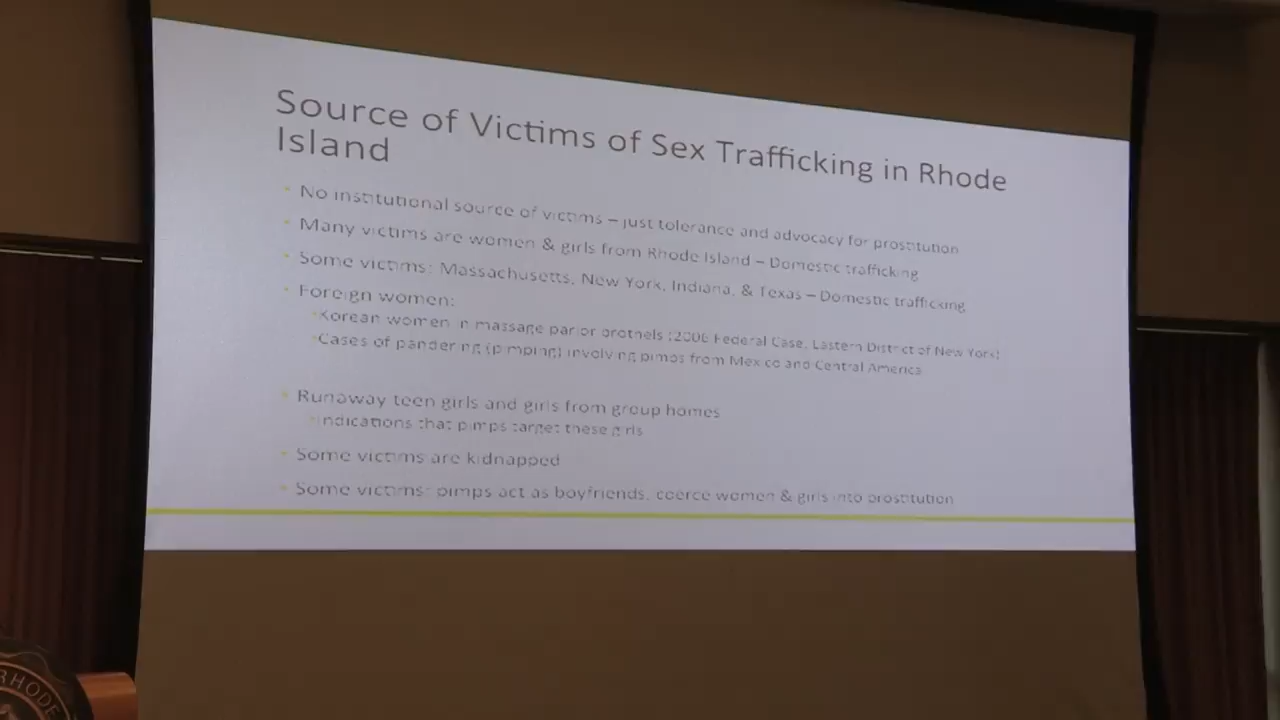 Source of Victims of Sex Trafficking in Rhode
Island
No institutional source of victims – just tolerance and advocacy for prostitution
Many victims are women & girls from Rhode Island – Domestic trafficking
Some victims: Massachusetts, New York, Indiana, & Texas – Domestic trafficking
Foreign women:
Korean women in massage parlor brothels (2006 Federal Case, Eastern District of New York)
Cases of pandering (pimping) involving pimps from Mexico and Central America
Runaway teen girls and girls from group homes
Indications that pimps target these girls
Some victims are kidnapped
Some victims: pimps act as boyfriends, coerce women & girls into prostitution
RHODE